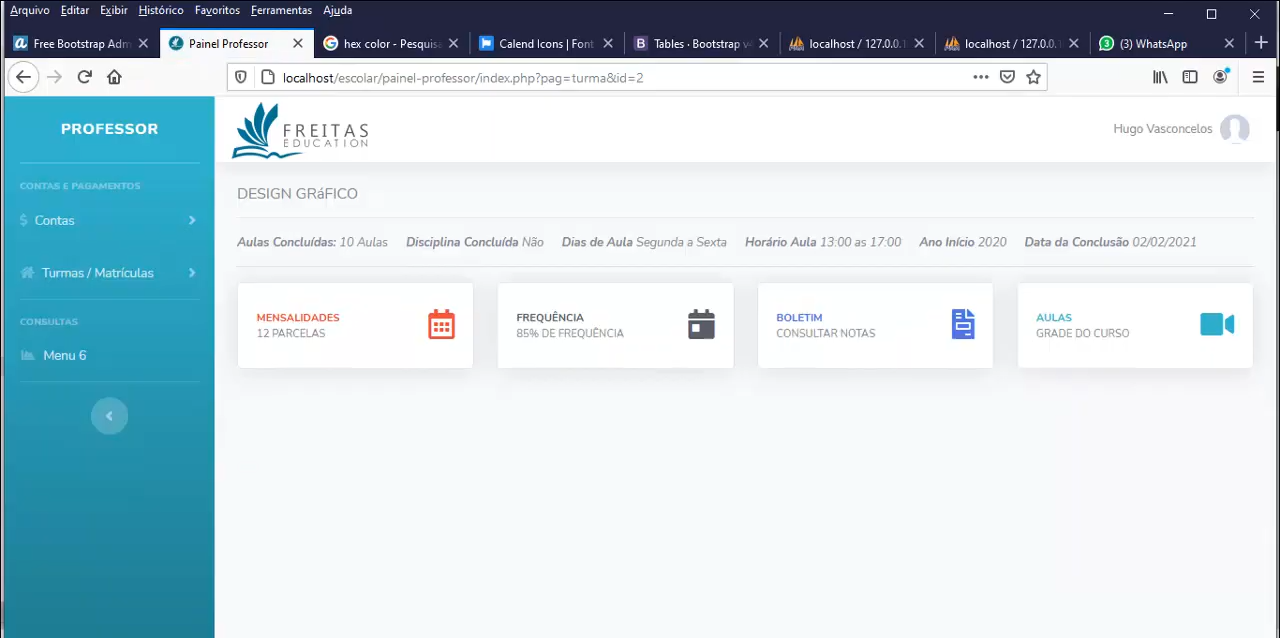 Arquivo Editar Exibir Histórico Favoritos Ferramentas Ajuda
Free Bootstrap Adm Painel Professor hex color - Pesquisa Calend Icons | Font Tables · Bootstrap v4 localhost / 127.0.0.1 localhost / 127.0.0.1 (3) WhatsApp
localhost/escolar/painel-professor/index.php?pag=turma&id=2
PROFESSOR
FREITAS
EDUCATION
Hugo Vasconcelos
CONTAS E PAGAMENTOS
$ Contas
Turmas / Matrículas
CONSULTAS
Menu 6
DESIGN GRáFICO
Aulas Concluídas: 10 Aulas Disciplina Concluída Não Dias de Aula Segunda a Sexta Horário Aula 13:00 as 17:00 Ano Início 2020 Data da Conclusão 02/02/2021
MENSALIDADES
12 PARCELAS
FREQUÊNCIA
85% DE FREQUÊNCIA
BOLETIM
CONSULTAR NOTAS
AULAS
GRADE DO CURSO